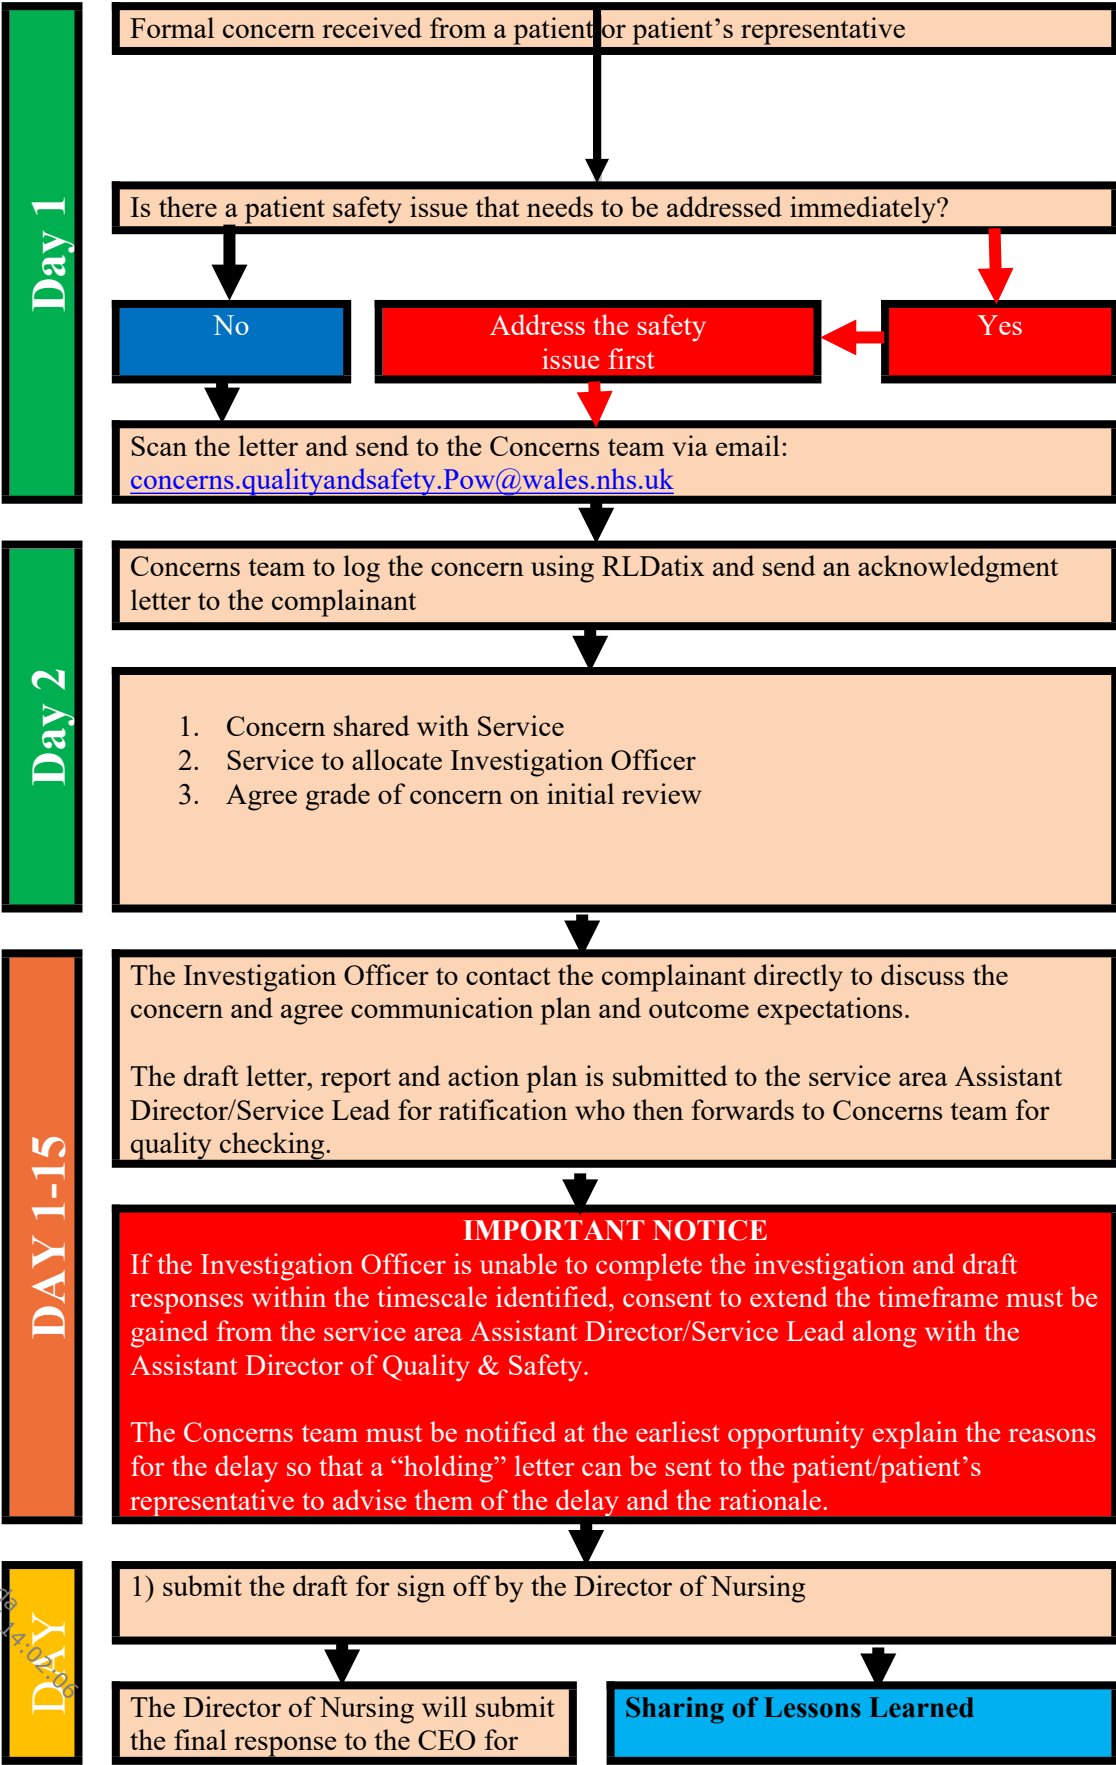 Day 1
Formal concern received from a patient or patient’s representative
Is there a patient safety issue that needs to be addressed immediately?
No
Address the safety
issue first
Yes
Scan the letter and send to the Concerns team via email:
concerns.qualityandsafety.Pow@wales.nhs.uk
Day 2
Concerns team to log the concern using RLDatix and send an acknowledgment
letter to the complainant
1. Concern shared with Service
2. Service to allocate Investigation Officer
3. Agree grade of concern on initial review
DAY 1-15
The Investigation Officer to contact the complainant directly to discuss the
concern and agree communication plan and outcome expectations.
The draft letter, report and action plan is submitted to the service area Assistant
Director/Service Lead for ratification who then forwards to Concerns team for
quality checking.
IMPORTANT NOTICE
If the Investigation Officer is unable to complete the investigation and draft
responses within the timescale identified, consent to extend the timeframe must be
gained from the service area Assistant Director/Service Lead along with the
Assistant Director of Quality & Safety.
The Concerns team must be notified at the earliest opportunity explain the reasons
for the delay so that a “holding” letter can be sent to the patient/patient’s
representative to advise them of the delay and the rationale.
DAY
14:02:06
1) submit the draft for sign off by the Director of Nursing
The Director of Nursing will submit
the final response to the CEO for
Sharing of Lessons Learned